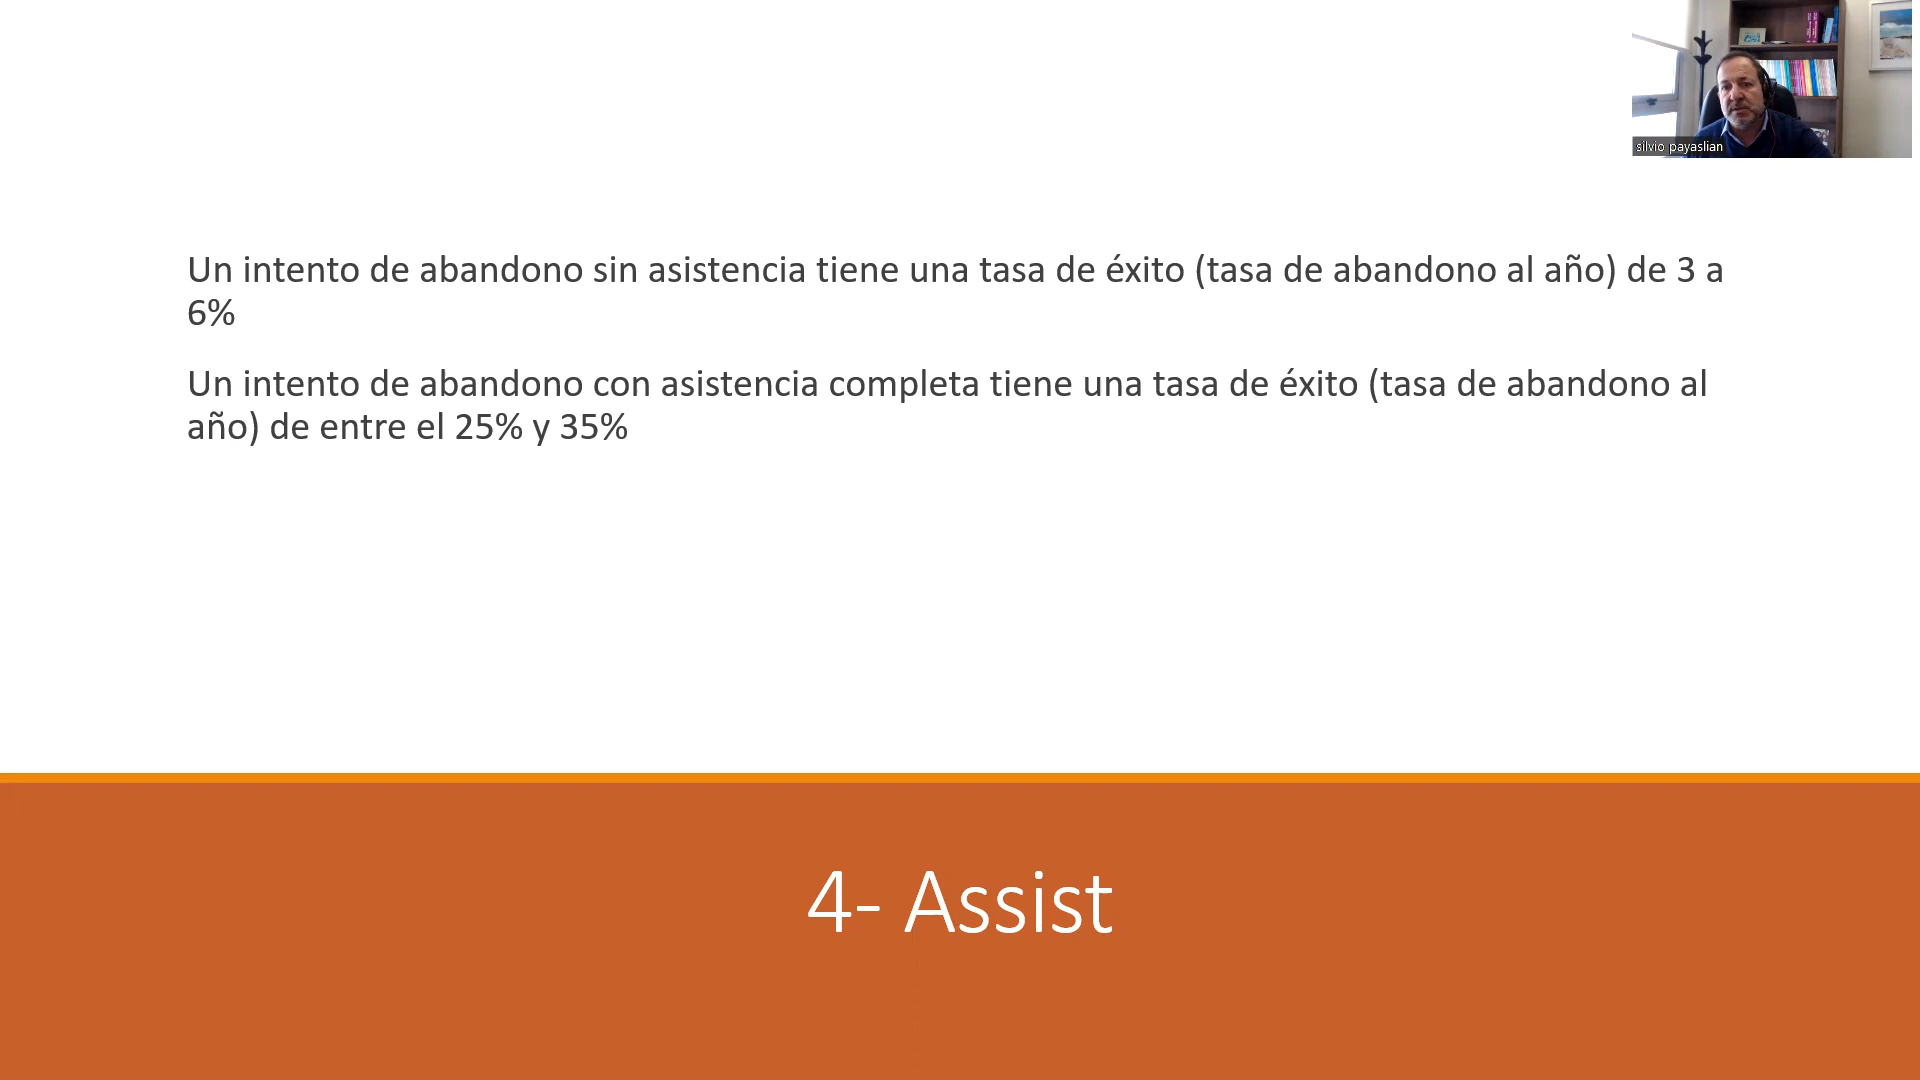 silvio payaslian
Un intento de abandono sin asistencia tiene una tasa de éxito (tasa de abandono al año) de 3 a
6%
Un intento de abandono con asistencia completa tiene una tasa de éxito (tasa de abandono al
año) de entre el 25% y 35%
4- Assist